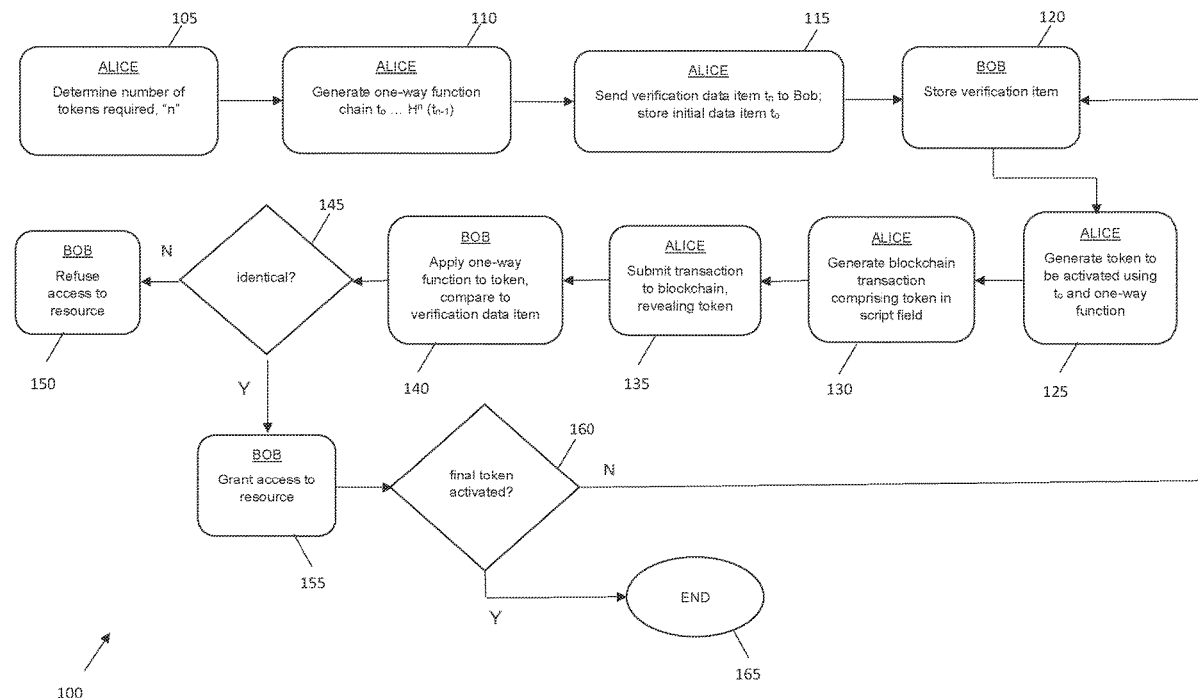 105
110
115
120
ALICE
Determine number of
tokens required, "n"
ALICE
Generate one-way function
chain t₀ ... Hⁿ (tₙ₋₁)
ALICE
Send verification data item tₙ to Bob;
store initial data item t₀
BOB
Store verification item
145
BOB
Refuse
access to
resource
N
identical?
BOB
Apply one-way
function to token,
compare to
verification data
item
ALICE
Submit transaction
to blockchain,
revealing token
ALICE
Generate blockchain
transaction
comprising token in
script field
ALICE
Generate token to
be activated using
t₀ and one-way
function
150
Y
140
135
130
125
BOB
Grant access to
resource
160
final token
activated?
N
155
Y
END
165
100